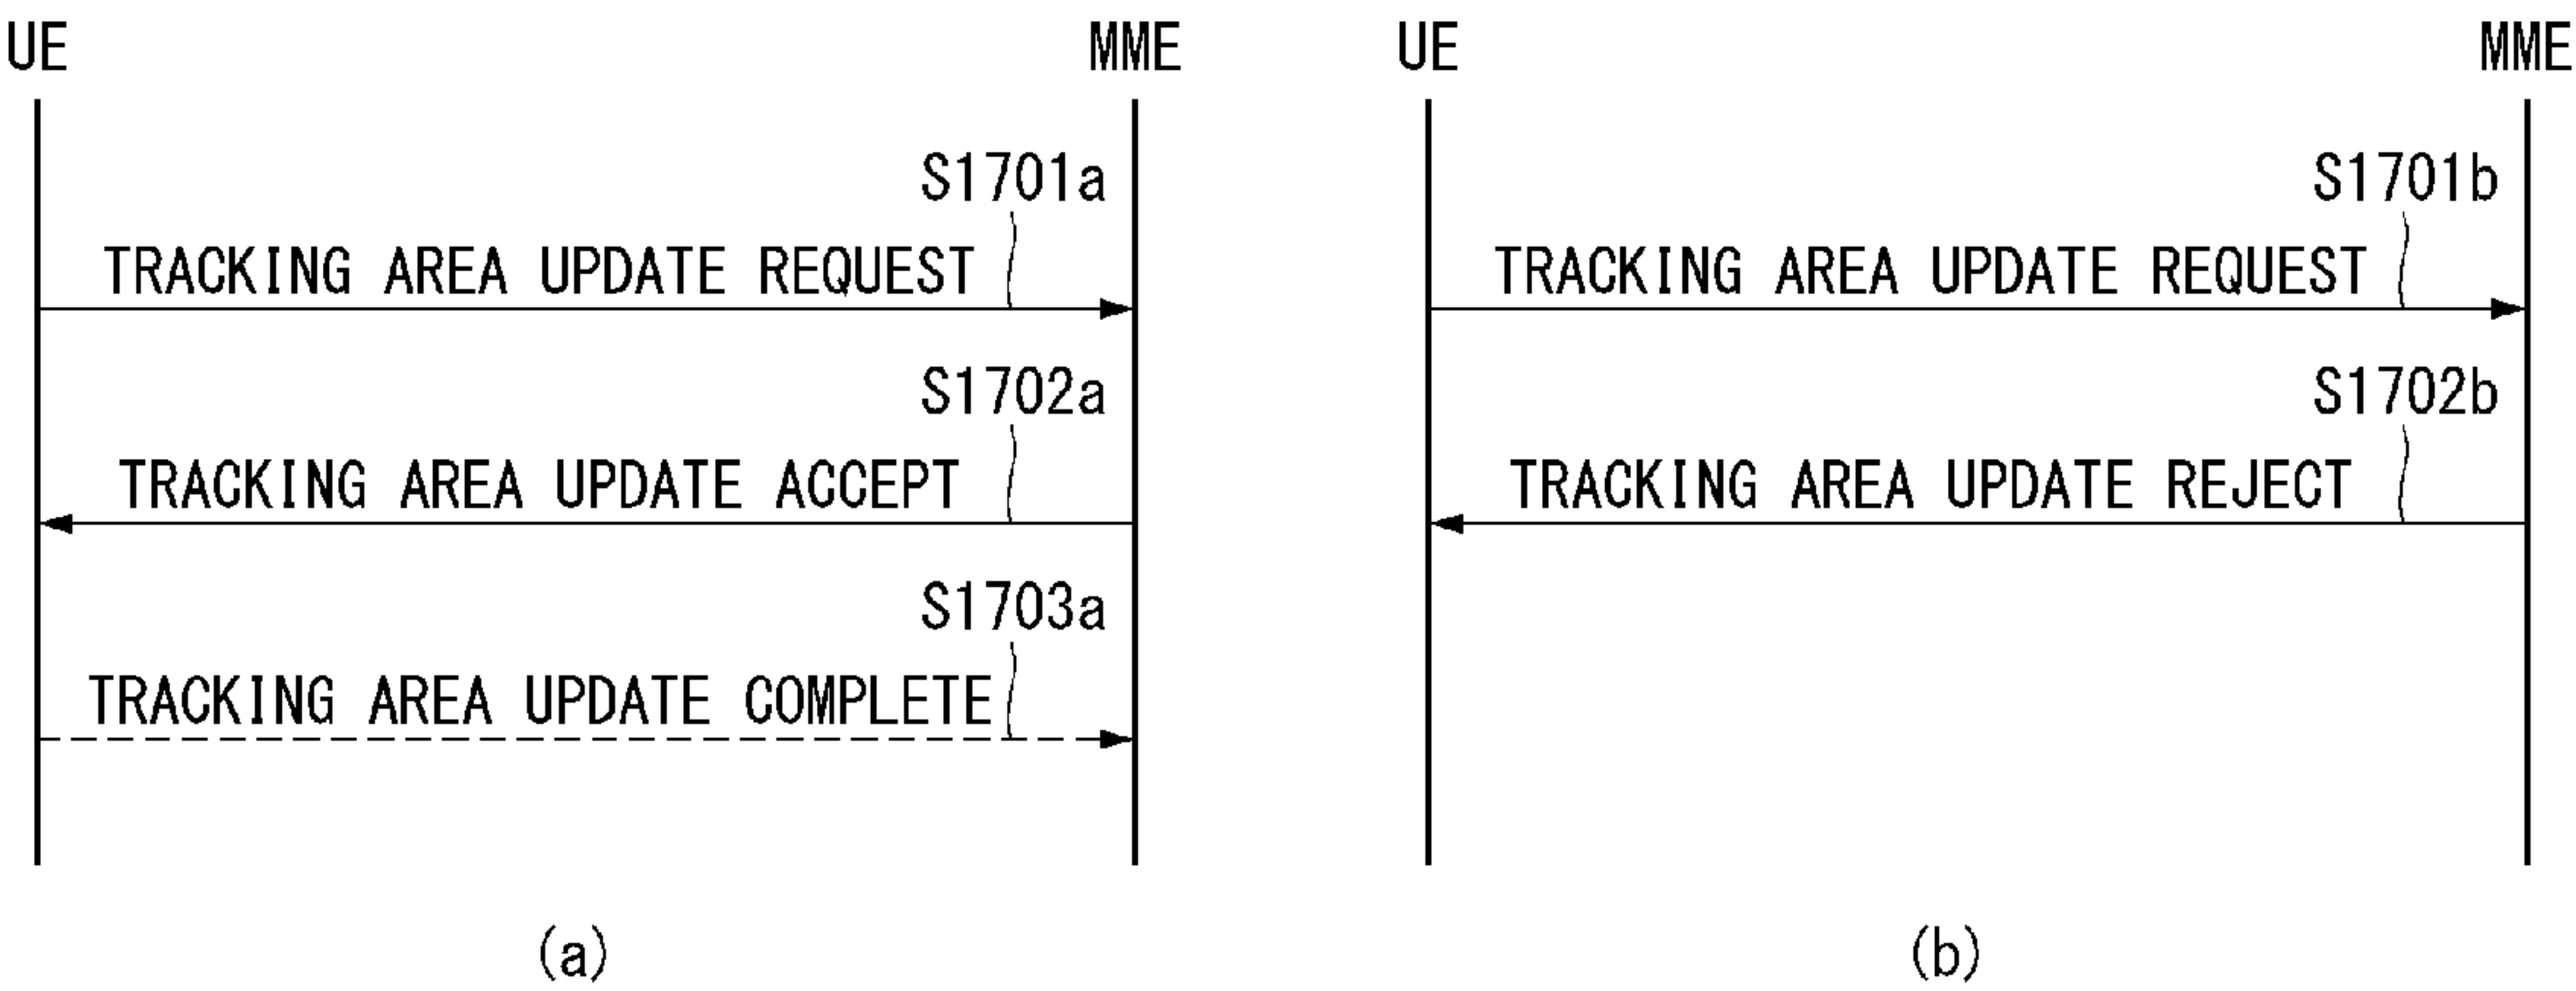 UE
MME
S1701a
TRACKING AREA UPDATE REQUEST
S1702a
TRACKING AREA UPDATE ACCEPT
S1703a
TRACKING AREA UPDATE COMPLETE
(a)
UE
MME
S1701b
TRACKING AREA UPDATE REQUEST
S1702b
TRACKING AREA UPDATE REJECT
(b)